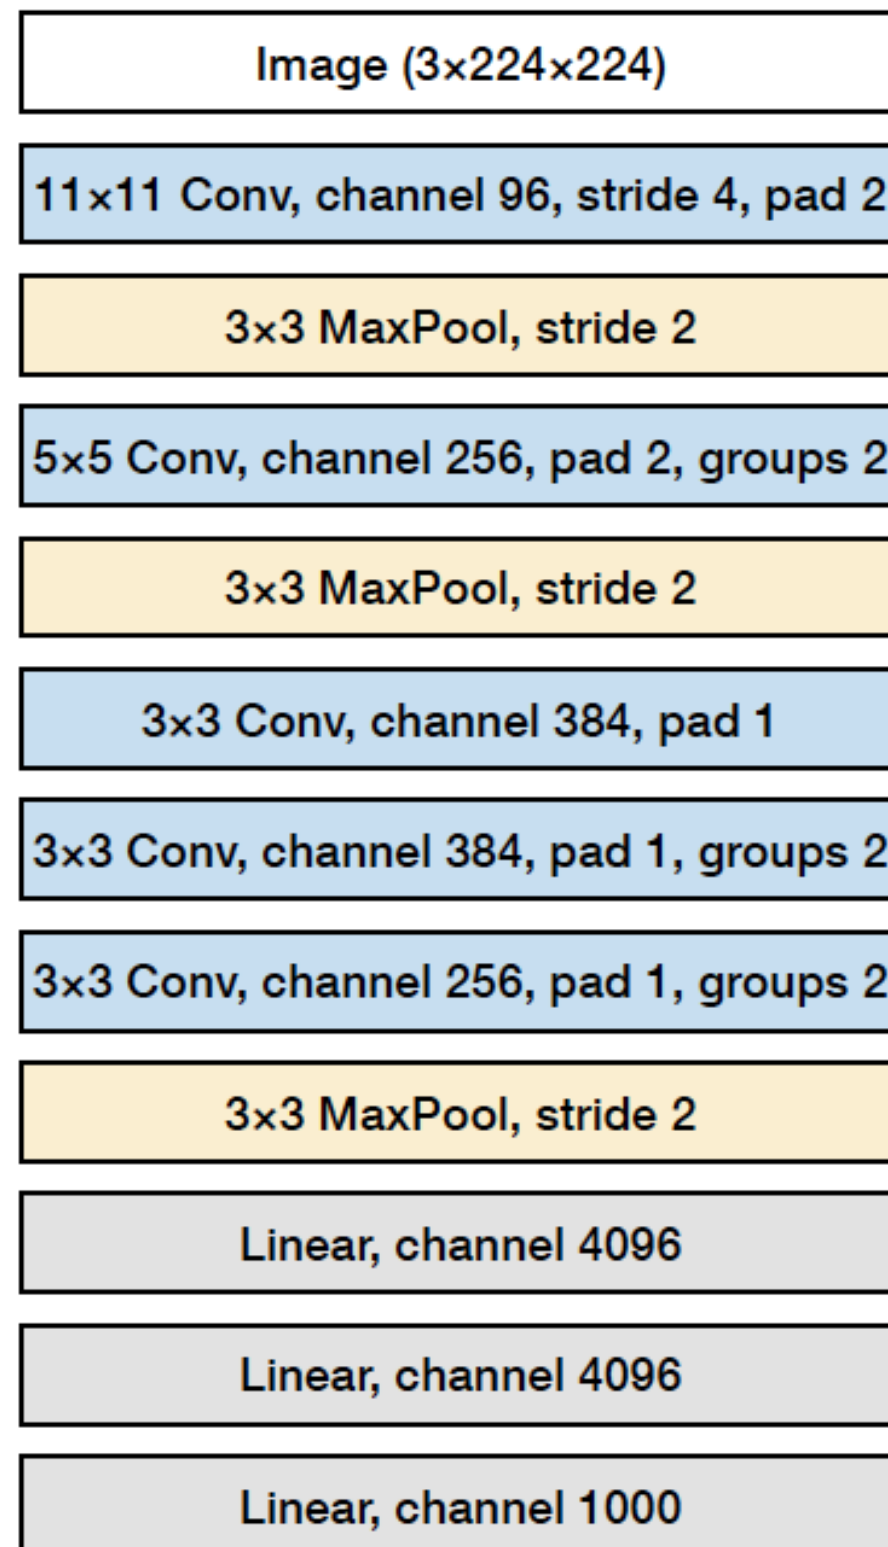 Image (3×224×224)
11×11 Conv, channel 96, stride 4, pad 2
3×3 MaxPool, stride 2
5×5 Conv, channel 256, pad 2, groups 2
3×3 MaxPool, stride 2
3×3 Conv, channel 384, pad 1
3×3 Conv, channel 384, pad 1, groups 2
3×3 Conv, channel 256, pad 1, groups 2
3×3 MaxPool, stride 2
Linear, channel 4096
Linear, channel 4096
Linear, channel 1000